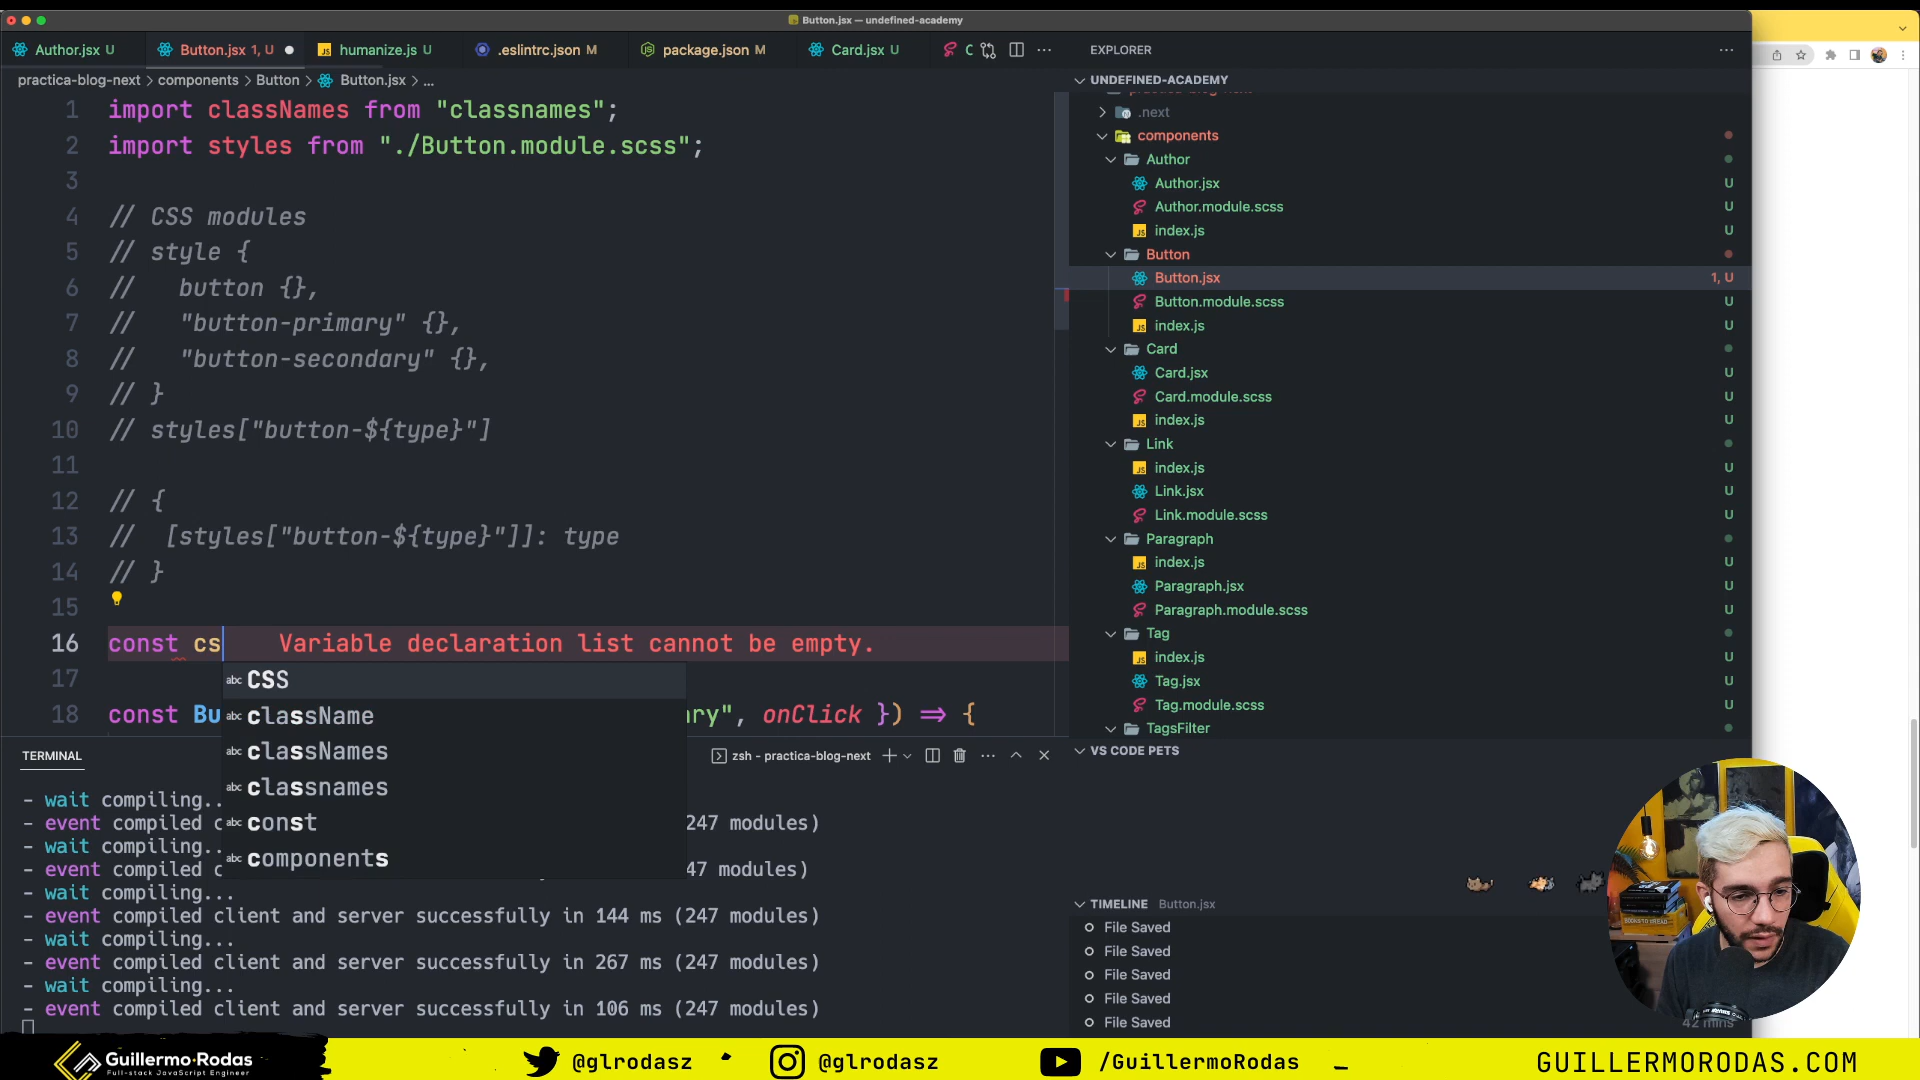 Button.jsx — undefined-academy
Author.jsx U
Button.jsx 1, U
JS humanize.js U
.eslintrc.json M
package.json M
Card.jsx U
C
EXPLORER
practica-blog-next > components > Button > Button.jsx > ...
1 import classNames from "classnames";
2 import styles from "./Button.module.scss";
3
4 // CSS modules
5 // style {
6 //   button {},
7 //   "button-primary" {},
8 //   "button-secondary" {},
9 // }
10 // styles["button-${type}"]
11
12 // {
13 //  [styles["button-${type}"]]: type
14 // }
15
16 const cs    Variable declaration list cannot be empty.
17
18 const Bu ry", onClick }) => {
abc CSS
abc className
abc classNames
abc classnames
abc const
abc components
UNDEFINED-ACADEMY
practica-blog-next
.next
components
Author
Author.jsx U
Author.module.scss U
JS index.js U
Button
Button.jsx 1, U
Button.module.scss U
JS index.js U
Card
Card.jsx U
Card.module.scss U
JS index.js U
Link
JS index.js U
Link.jsx U
Link.module.scss U
Paragraph
JS index.js U
Paragraph.jsx U
Paragraph.module.scss U
Tag
JS index.js U
Tag.jsx U
Tag.module.scss U
TagsFilter
VS CODE PETS
TIMELINE Button.jsx
File Saved
File Saved
File Saved
File Saved
File Saved
42 mins
TERMINAL
zsh - practica-blog-next
- wait compiling..
- event compiled c 247 modules)
- wait compiling..
- event compiled c 47 modules)
- wait compiling...
- event compiled client and server successfully in 144 ms (247 modules)
- wait compiling...
- event compiled client and server successfully in 267 ms (247 modules)
- wait compiling...
- event compiled client and server successfully in 106 ms (247 modules)
Guillermo·Rodas
Full-stack JavaScript Engineer
@glrodasz
@glrodasz
/GuillermoRodas
GUILLERMORODAS.COM